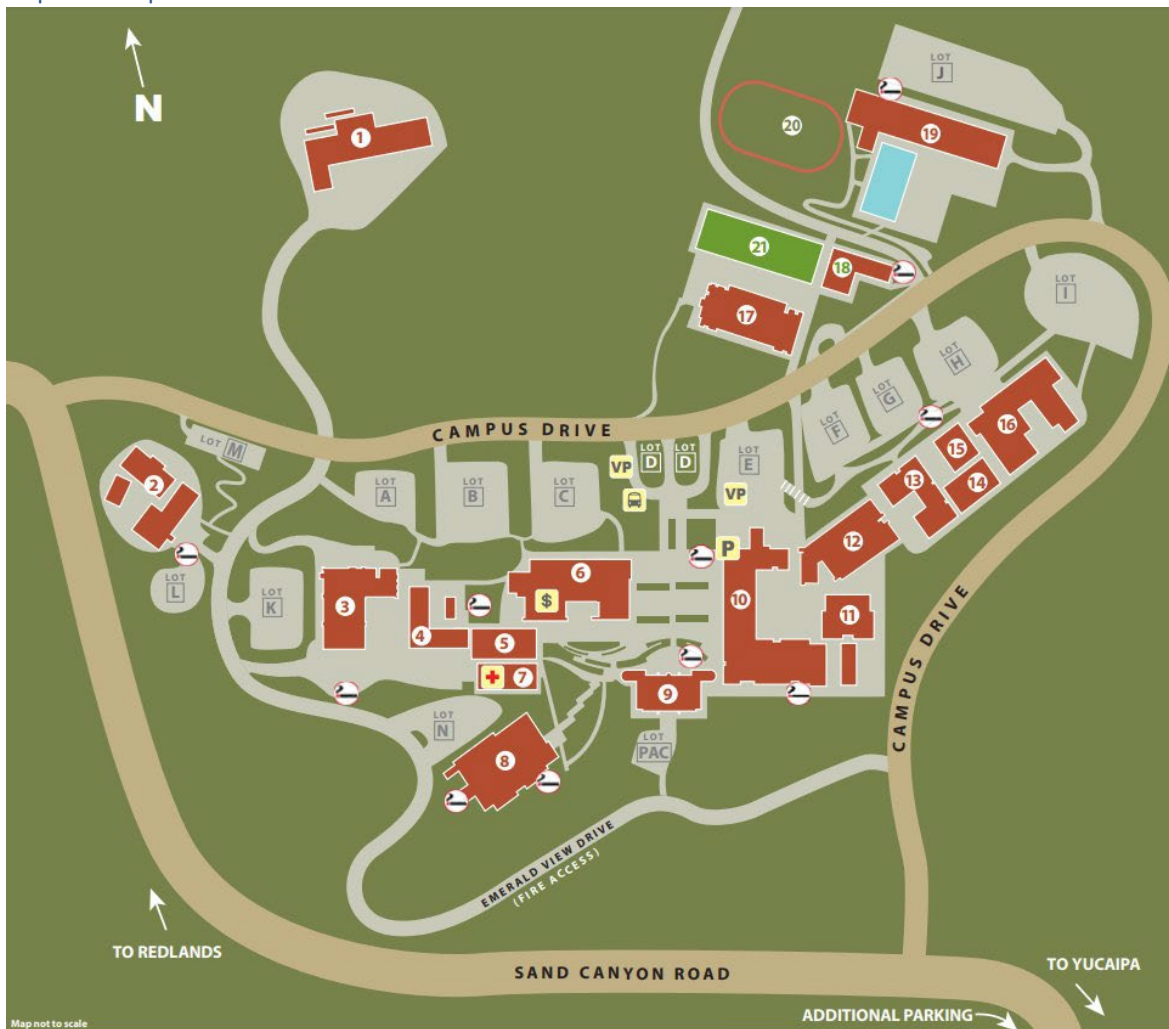 N
1
LOT
J
20
19
21
18
17
LOT
I
LOT
H
LOT
G
LOT
F
16
15
14
13
12
CAMPUS DRIVE
LOT M
2
LOT
A
LOT
B
LOT
C
VP
LOT
D
LOT
D
LOT
E
VP
P
LOT
L
LOT
K
3
4
5
6
$
7
10
11
9
LOT
N
8
LOT
PAC
CAMPUS DRIVE
EMERALD VIEW DRIVE
(FIRE ACCESS)
TO REDLANDS
SAND CANYON ROAD
TO YUCAIPA
ADDITIONAL PARKING
Map not to scale